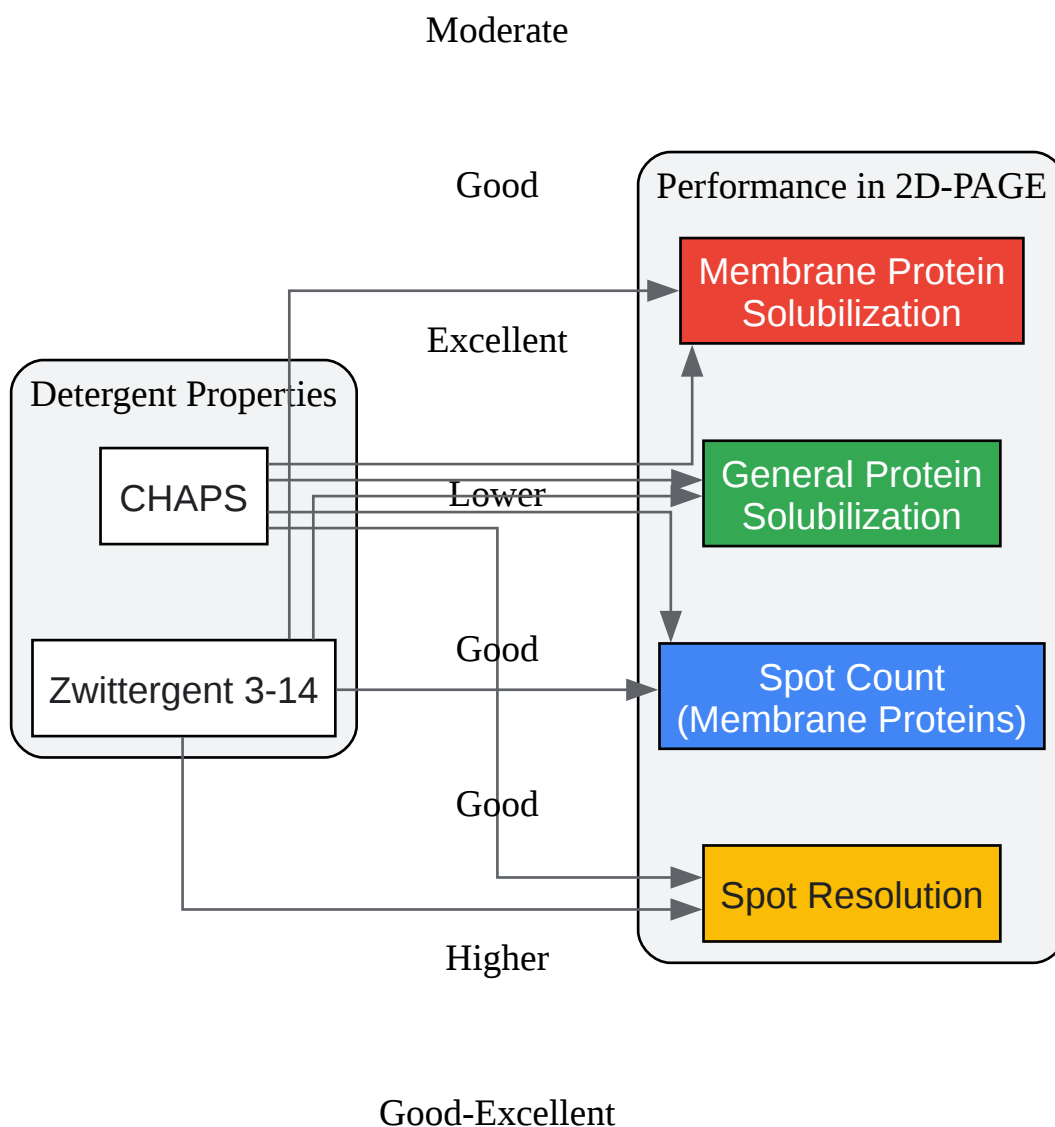 Moderate
Good
Performance in 2D-PAGE
Membrane Protein
Solubilization
Excellent
Detergent Properties
CHAPS
General Protein
Solubilization
Lower
Good
Zwittergent 3-14
Spot Count
(Membrane Proteins)
Good
Spot Resolution
Higher
Good-Excellent